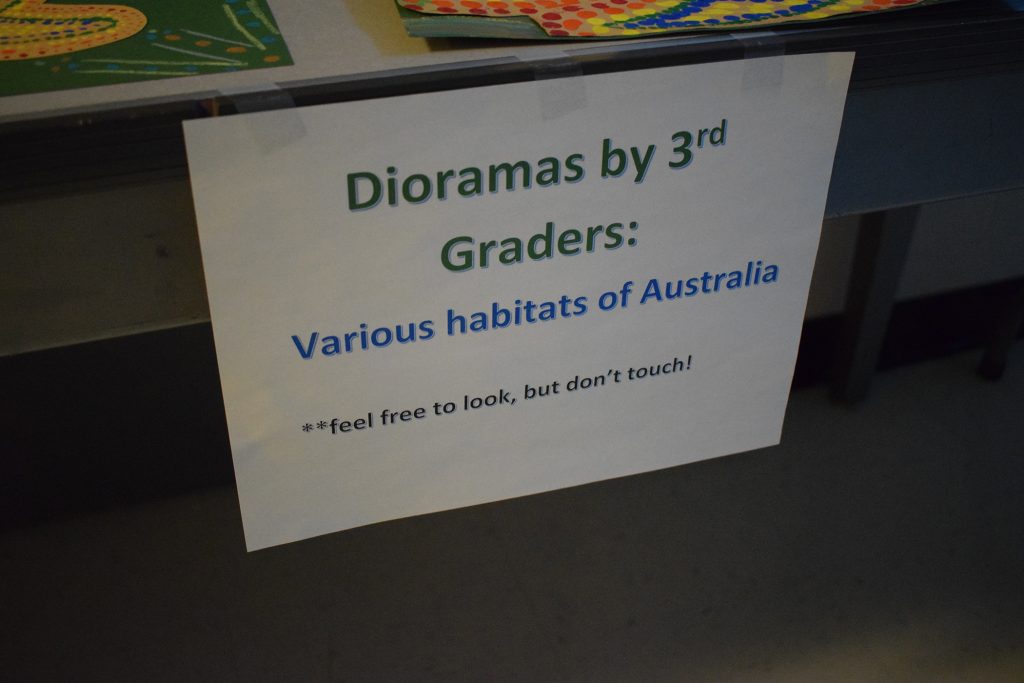 Dioramas by 3rd
Graders:
Various habitats of Australia
**feel free to look, but don't touch!